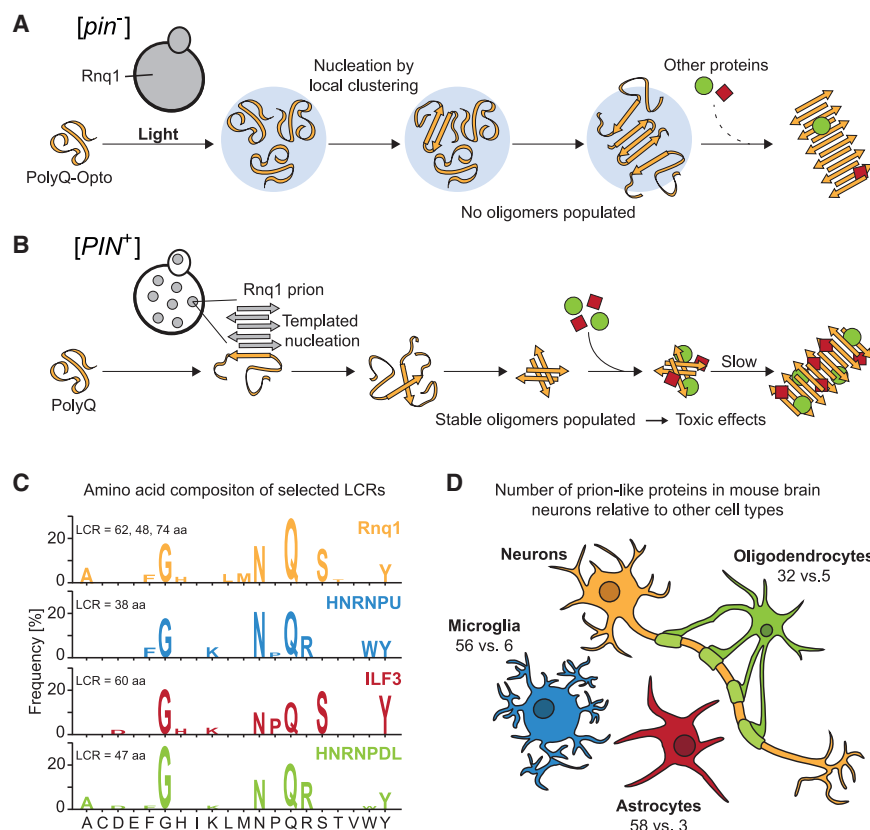 A
[pin-]
Rnq1
Nucleation by
local clustering
Other proteins
Light
PolyQ-Opto
No oligomers populated
B
[PIN+]
Rnq1 prion
Templated
nucleation
Slow
PolyQ
Stable oligomers populated → Toxic effects
C
Amino acid compositon of selected LCRs
Frequency [%]
LCR = 62, 48, 74 aa
Rnq1
20
0
A F G H L M N Q S T Y
LCR = 38 aa
HNRNPU
20
0
F G K N P Q R W Y
LCR = 60 aa
ILF3
20
0
D G H K N P Q S Y
LCR = 47 aa
HNRNPDL
20
0
A D F G K N Q R W Y
A C D E F G H I K L M N P Q R S T V W Y
D
Number of prion-like proteins in mouse brain
neurons relative to other cell types
Neurons
Oligodendrocytes
32 vs.5
Microglia
56 vs. 6
Astrocytes
58 vs. 3